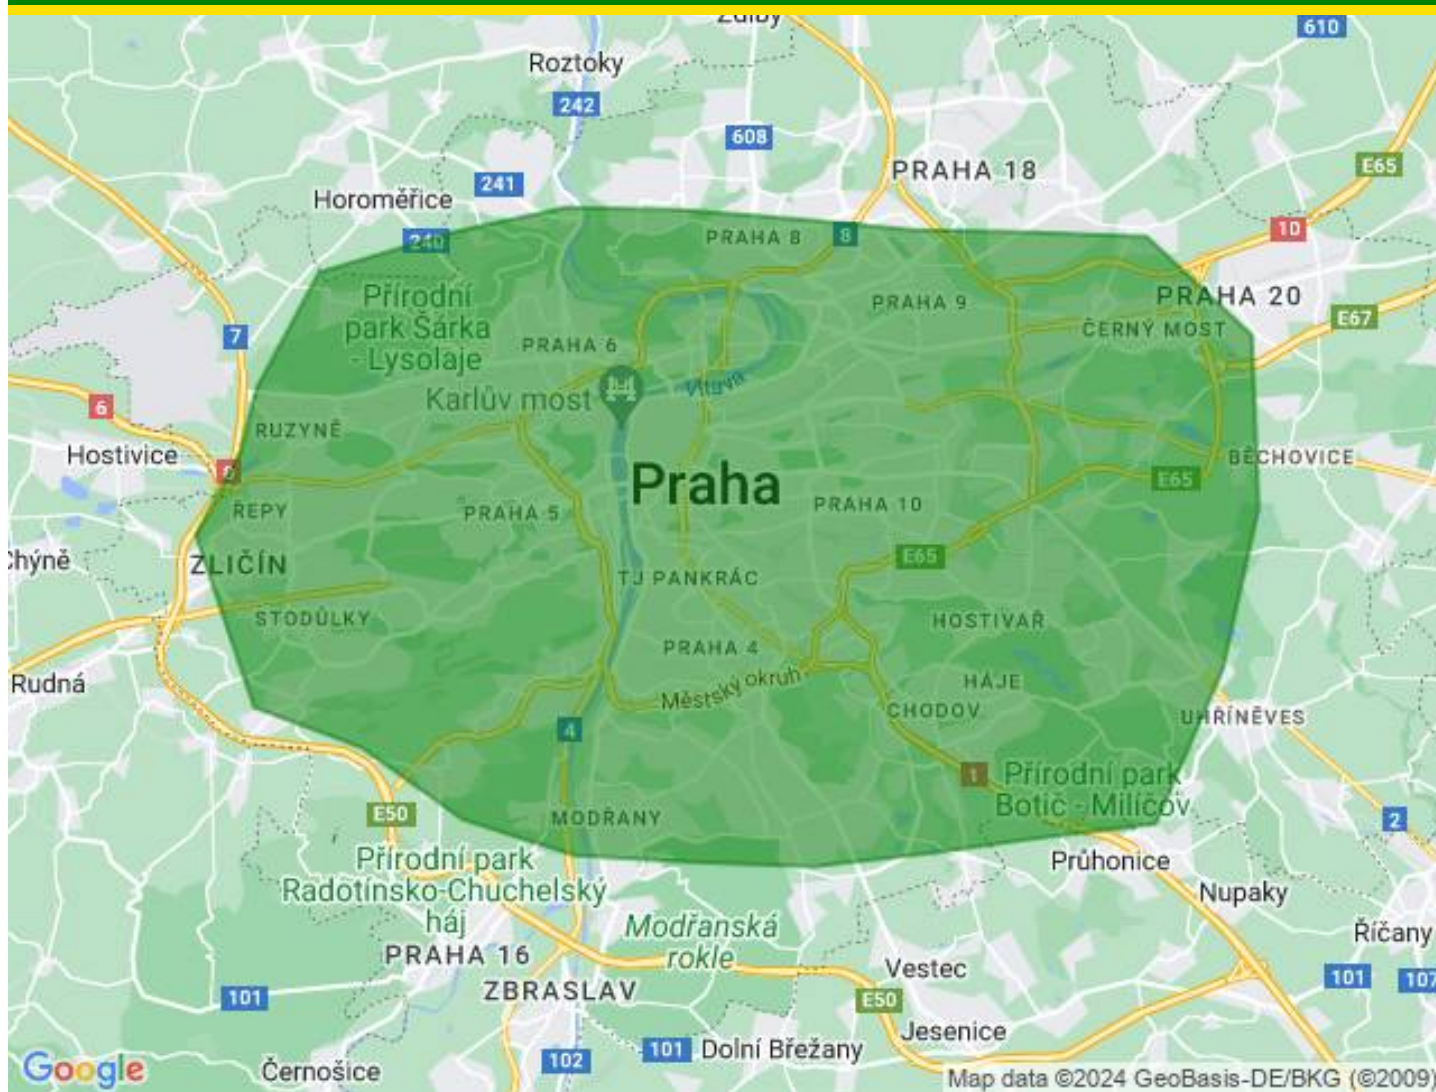 Zdiby
610
Roztoky
242
608
PRAHA 18
E65
241
Horoměřice
10
240
PRAHA 8
8
Přírodní
park Šárka
- Lysolaje
PRAHA 9
PRAHA 20
E67
7
PRAHA 6
ČERNÝ MOST
Vltava
Karlův most
6
RUZYNĚ
Hostivice
BĚCHOVICE
Praha
E65
ŘEPY
PRAHA 5
PRAHA 10
Chýně
ZLIČÍN
E65
TJ PANKRÁC
STODŮLKY
HOSTIVAŘ
PRAHA 4
Rudná
Městský okruh
HÁJE
CHODOV
UHŘÍNĚVES
4
1
Přírodní park
Botič - Milíčov
E50
MODŘANY
2
Přírodní park
Radotínsko-Chuchelský
háj
Průhonice
Nupaky
Modřanská
rokle
Říčany
PRAHA 16
Vestec
101
107
ZBRASLAV
101
E50
Jesenice
101
Dolní Břežany
102
Google
Černošice
Map data ©2024 GeoBasis-DE/BKG (©2009)